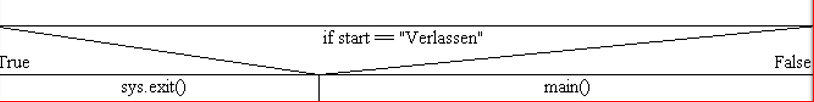 if start == "Verlassen"
True False
sys.exit() main()